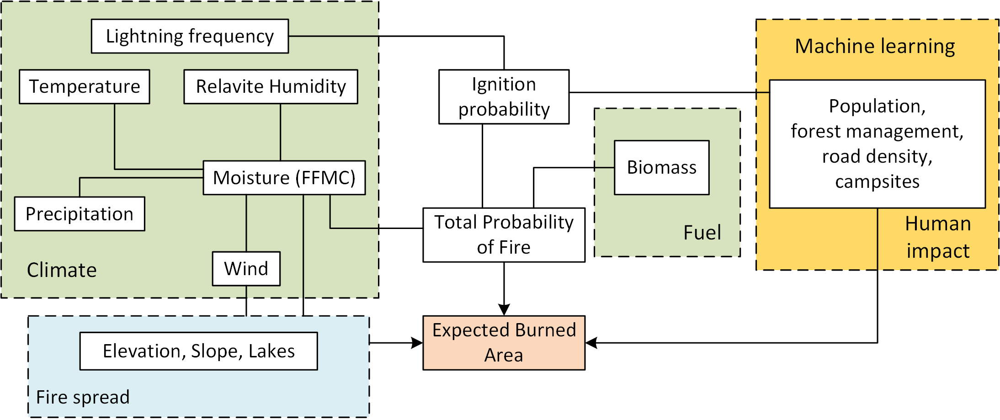 Lightning frequency
Temperature
Relavite Humidity
Moisture (FFMC)
Precipitation
Wind
Climate
Elevation, Slope, Lakes
Fire spread
Ignition
probability
Total Probability
of Fire
Expected Burned
Area
Biomass
Fuel
Machine learning
Population,
forest management,
road density,
campsites
Human
impact